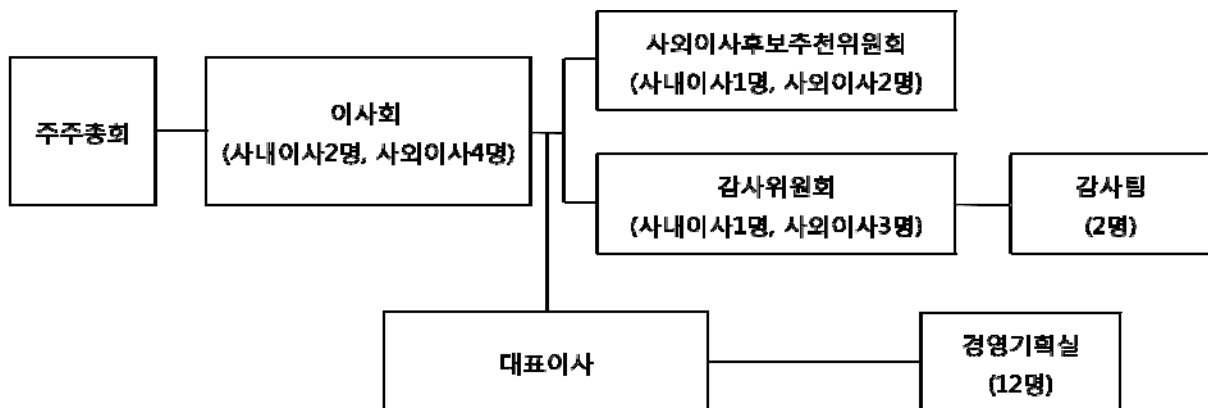 사외이사후보추천위원회
(사내이사1명, 사외이사2명)
주주총회
이사회
(사내이사2명, 사외이사4명)
감사위원회
(사내이사1명, 사외이사3명)
감사팀
(2명)
대표이사
경영기획실
(12명)